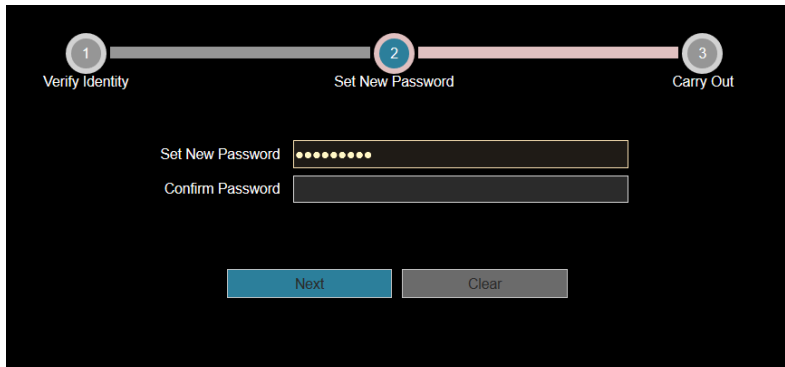 1 2 3
Verify Identity Set New Password Carry Out
Set New Password •••••••••
Confirm Password
Next Clear